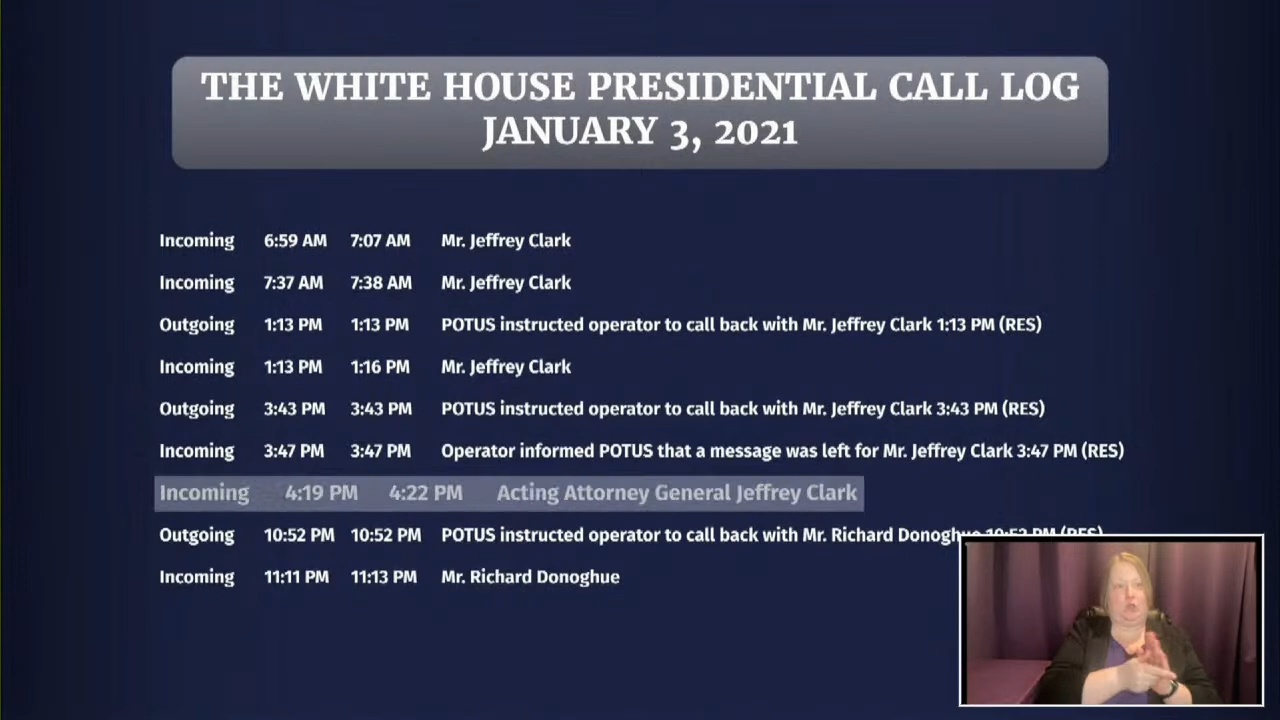 THE WHITE HOUSE PRESIDENTIAL CALL LOG
JANUARY 3, 2021
Incoming 6:59 AM 7:07 AM Mr. Jeffrey Clark
Incoming 7:37 AM 7:38 AM Mr. Jeffrey Clark
Outgoing 1:13 PM 1:13 PM POTUS instructed operator to call back with Mr. Jeffrey Clark 1:13 PM (RES)
Incoming 1:13 PM 1:16 PM Mr. Jeffrey Clark
Outgoing 3:43 PM 3:43 PM POTUS instructed operator to call back with Mr. Jeffrey Clark 3:43 PM (RES)
Incoming 3:47 PM 3:47 PM Operator informed POTUS that a message was left for Mr. Jeffrey Clark 3:47 PM (RES)
Incoming 4:19 PM 4:22 PM Acting Attorney General Jeffrey Clark
Outgoing 10:52 PM 10:52 PM POTUS instructed operator to call back with Mr. Richard Donoghue 10:52 PM (RES)
Incoming 11:11 PM 11:13 PM Mr. Richard Donoghue